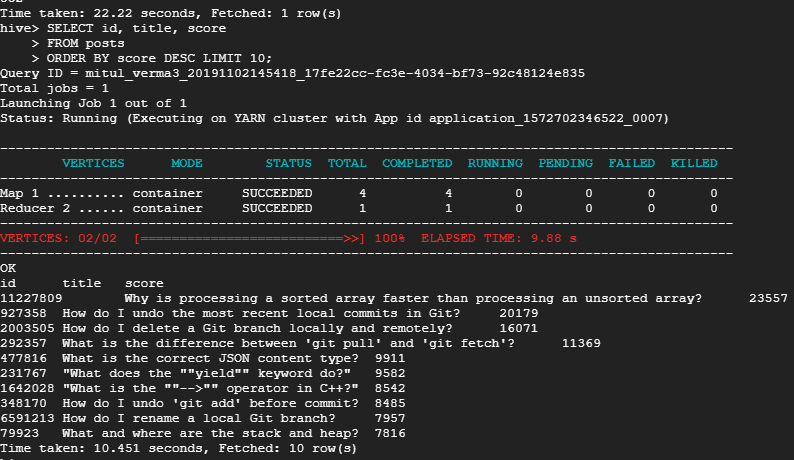 Time taken: 22.22 seconds, Fetched: 1 row(s)
hive> SELECT id, title, score
    > FROM posts
    > ORDER BY score DESC LIMIT 10;
Query ID = mitul_verma3_20191102145418_17fe22cc-fc3e-4034-bf73-92c48124e835
Total jobs = 1
Launching Job 1 out of 1
Status: Running (Executing on YARN cluster with App id application_1572702346522_0007)
--------------------------------------------------------------------------------
        VERTICES      MODE        STATUS  TOTAL  COMPLETED  RUNNING  PENDING  FAILED  KILLED
--------------------------------------------------------------------------------
Map 1 .......... container     SUCCEEDED      4          4        0        0       0       0
Reducer 2 ...... container     SUCCEEDED      1          1        0        0       0       0
--------------------------------------------------------------------------------
VERTICES: 02/02  [==========================>>] 100%  ELAPSED TIME: 9.88 s
--------------------------------------------------------------------------------
OK
id      title   score
11227809        Why is processing a sorted array faster than processing an unsorted array?      23557
927358  How do I undo the most recent local commits in Git?     20179
2003505 How do I delete a Git branch locally and remotely?      16071
292357  What is the difference between 'git pull' and 'git fetch'?      11369
477816  What is the correct JSON content type?  9911
231767  "What does the ""yield"" keyword do?"   9582
1642028 "What is the ""-->"" operator in C++?"  8542
348170  How do I undo 'git add' before commit?  8485
6591213 How do I rename a local Git branch?     7957
79923   What and where are the stack and heap?  7816
Time taken: 10.451 seconds, Fetched: 10 row(s)